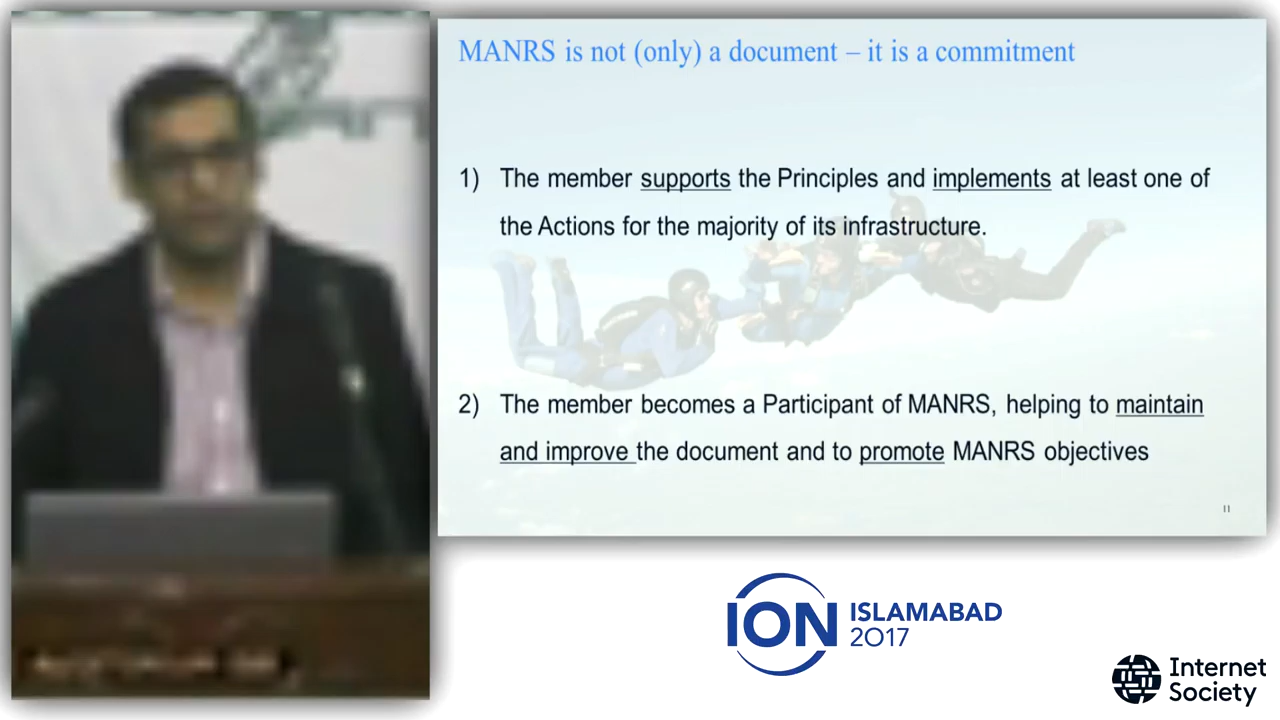 MANRS is not (only) a document – it is a commitment
1) The member supports the Principles and implements at least one of
the Actions for the majority of its infrastructure.
2) The member becomes a Participant of MANRS, helping to maintain
and improve the document and to promote MANRS objectives
11
ION ISLAMABAD
2017
Internet
Society